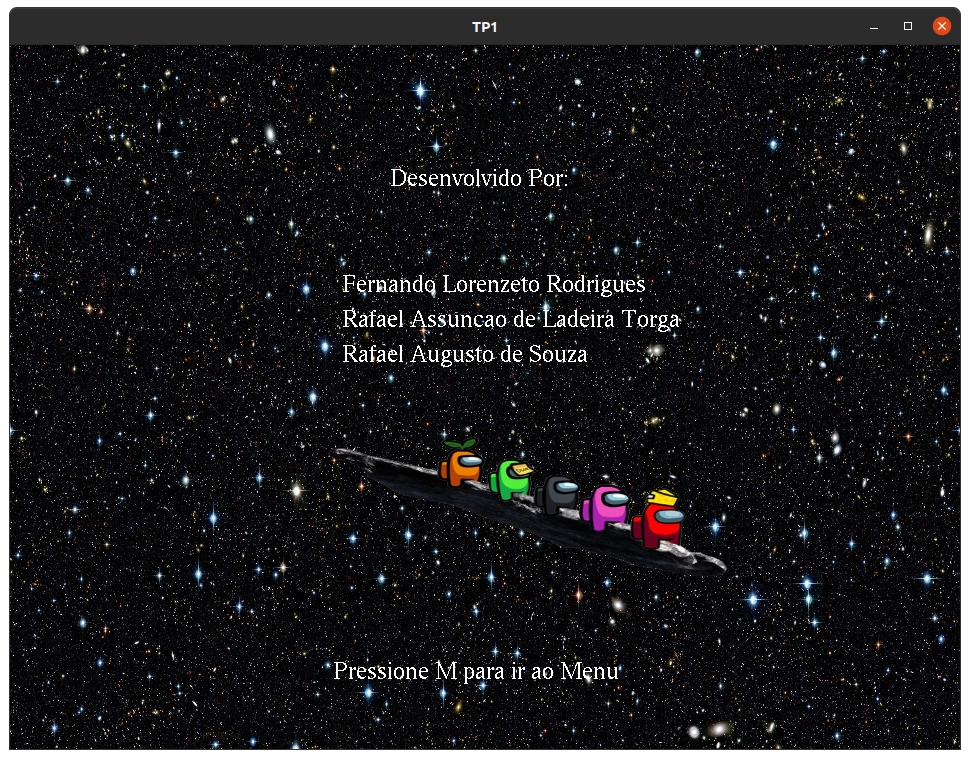 TP1
Desenvolvido Por:
Fernando Lorenzeto Rodrigues
Rafael Assuncao de Ladeira Torga
Rafael Augusto de Souza
Pressione M para ir ao Menu